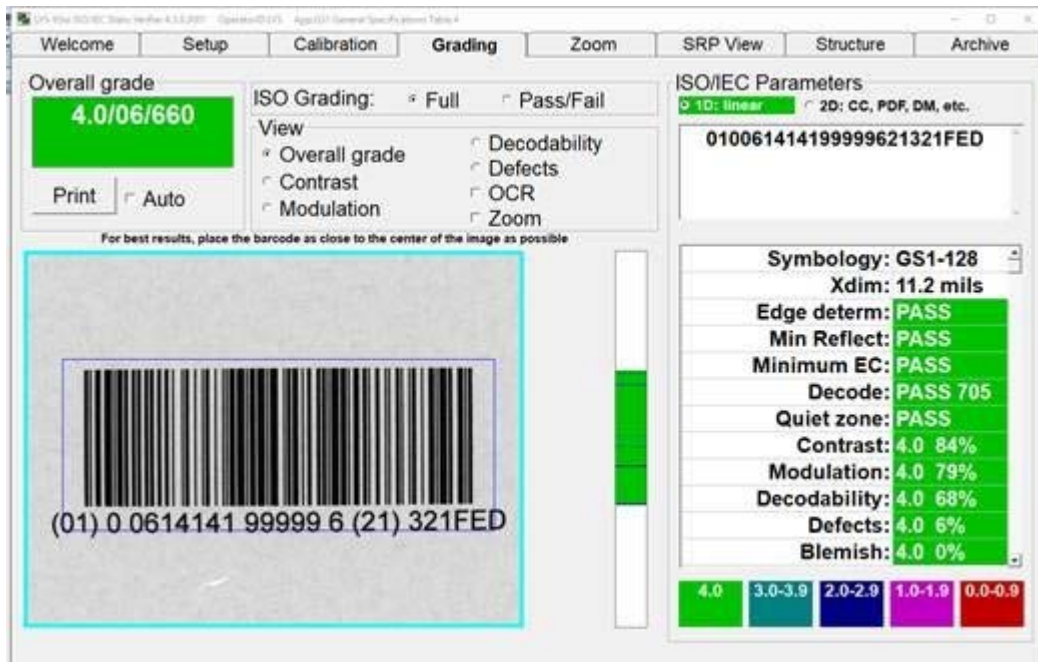 Welcome Setup Calibration Grading Zoom SRP View Structure Archive
Overall grade
4.0/06/660
Print Auto
ISO Grading: Full Pass/Fail
View
Overall grade
Contrast
Modulation
Decodability
Defects
OCR
Zoom
For best results, place the barcode as close to the center of the image as possible
(01) 0 0614141 99999 6 (21) 321FED
ISO/IEC Parameters
1D: linear 2D: CC, PDF, DM, etc.
010061414199999621321FED
Symbology: GS1-128
Xdim: 11.2 mils
Edge determ: PASS
Min Reflect: PASS
Minimum EC: PASS
Decode: PASS 705
Quiet zone: PASS
Contrast: 4.0 84%
Modulation: 4.0 79%
Decodability: 4.0 68%
Defects: 4.0 6%
Blemish: 4.0 0%
4.0 3.0-3.9 2.0-2.9 1.0-1.9 0.0-0.9